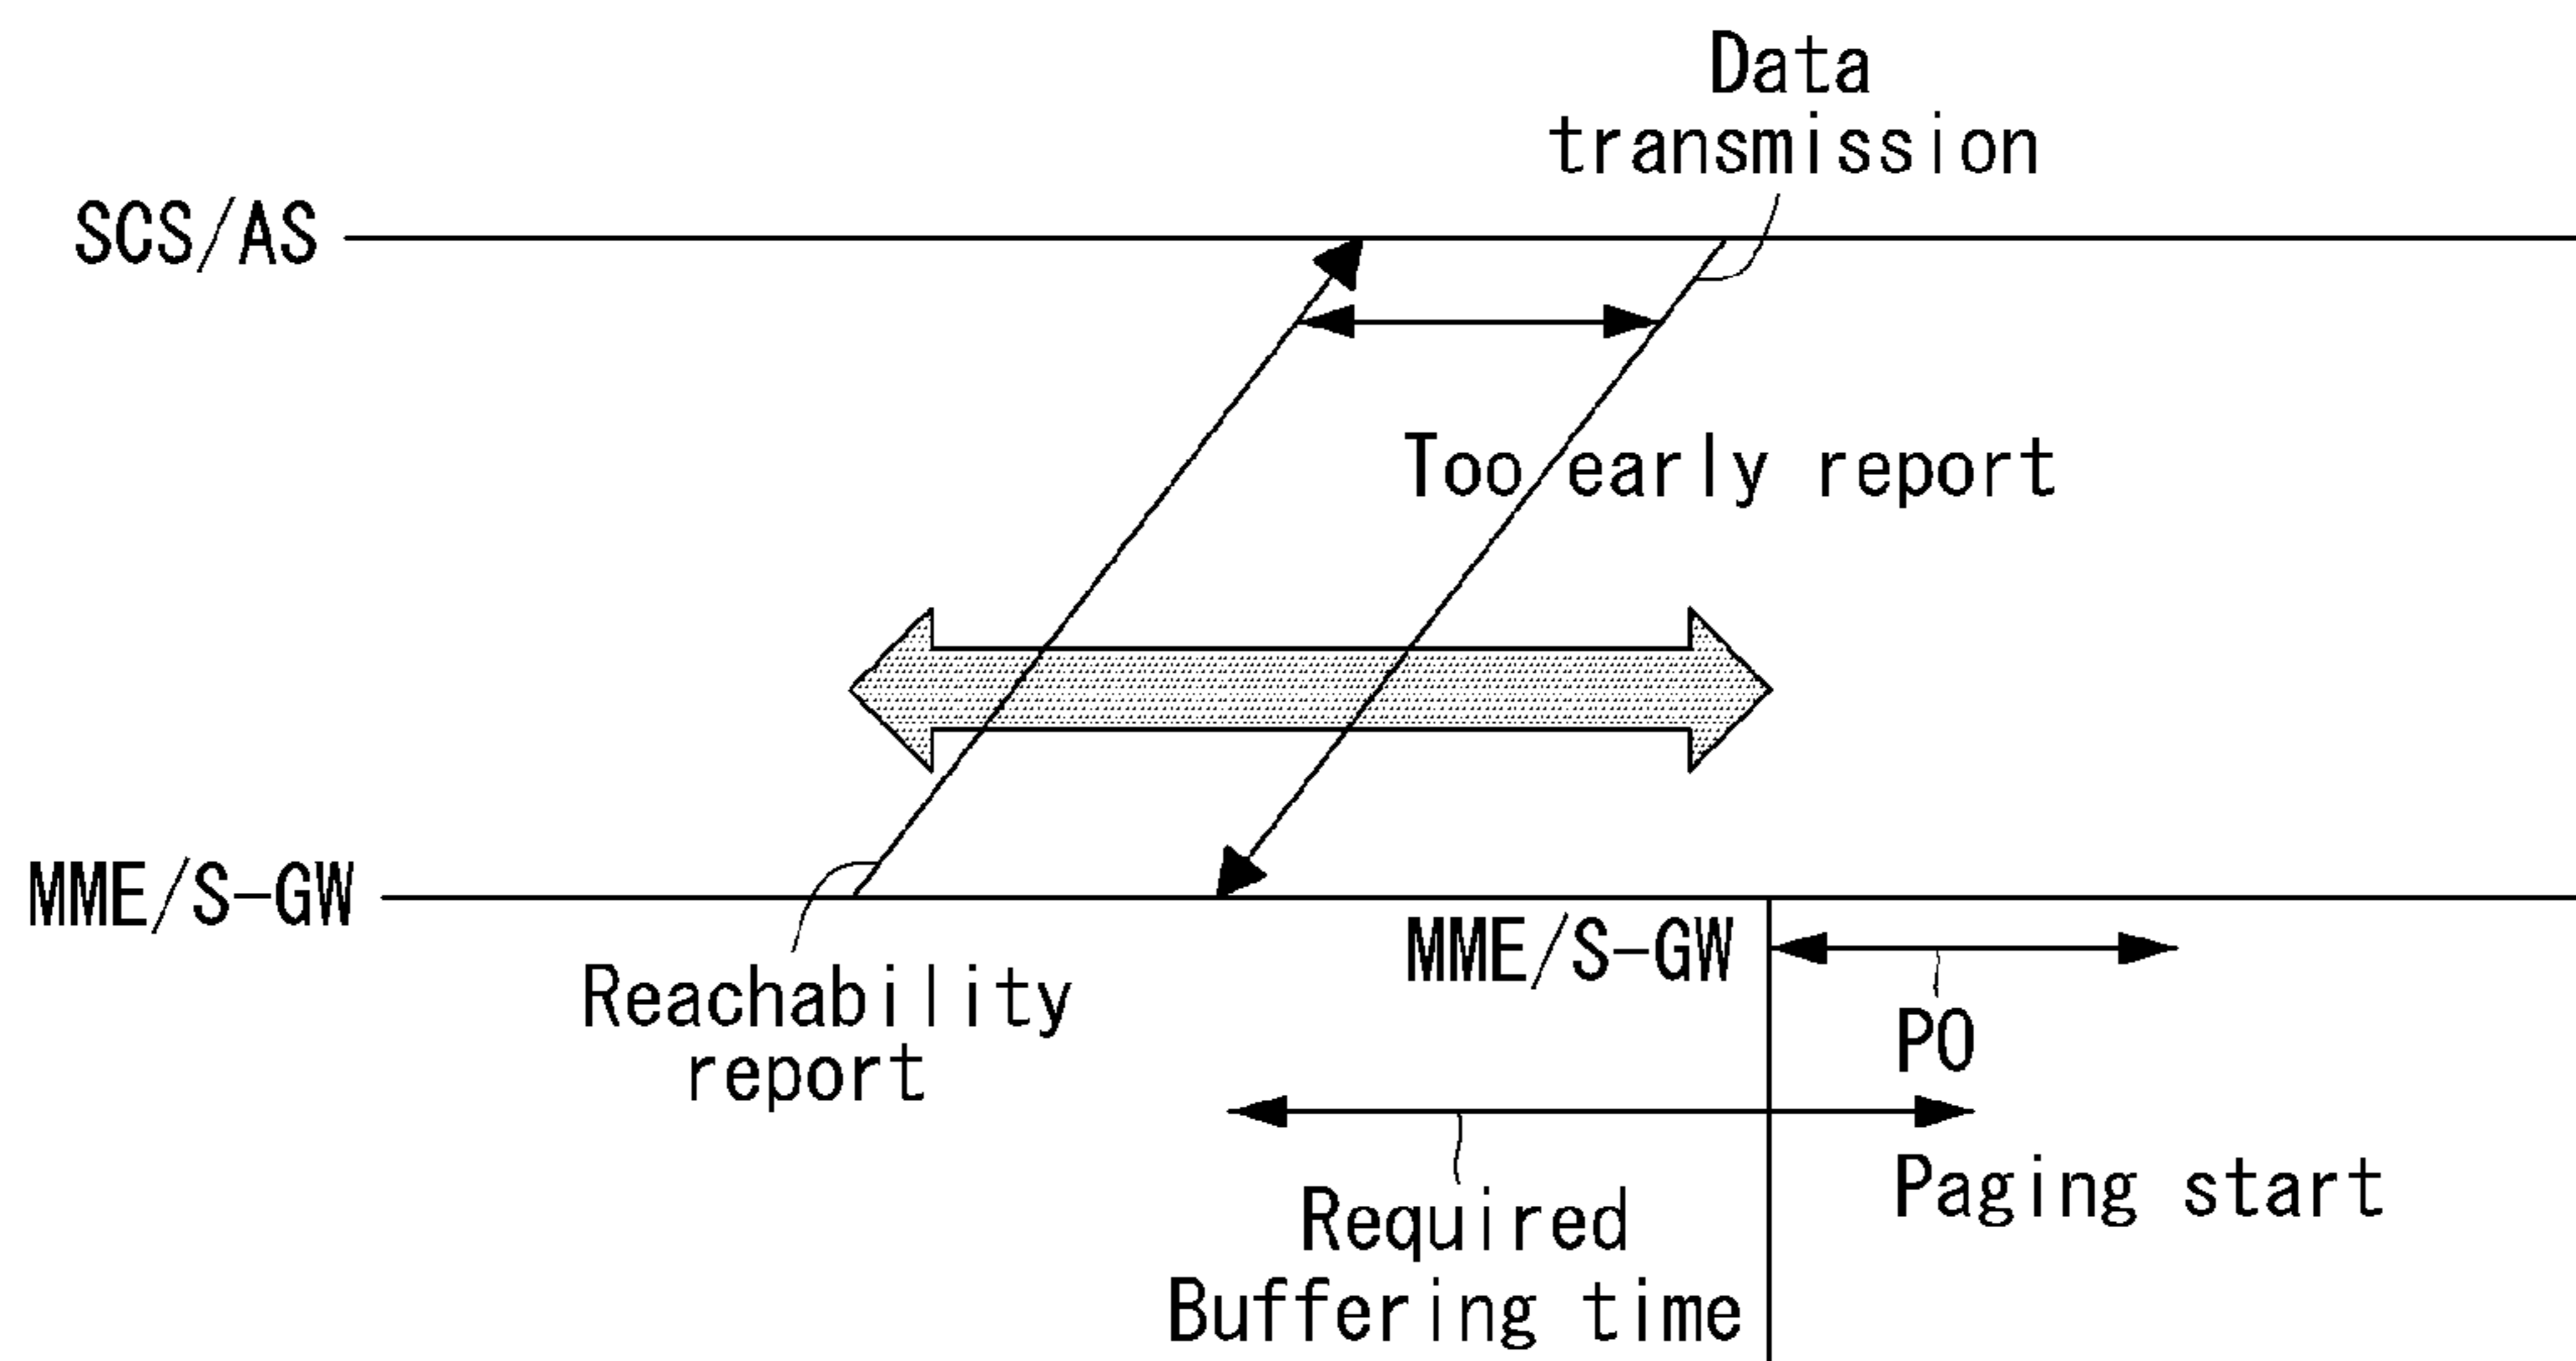 Data
transmission
SCS/AS
Too early report
MME/S-GW
MME/S-GW
Reachability
report
PO
Paging start
Required
Buffering time